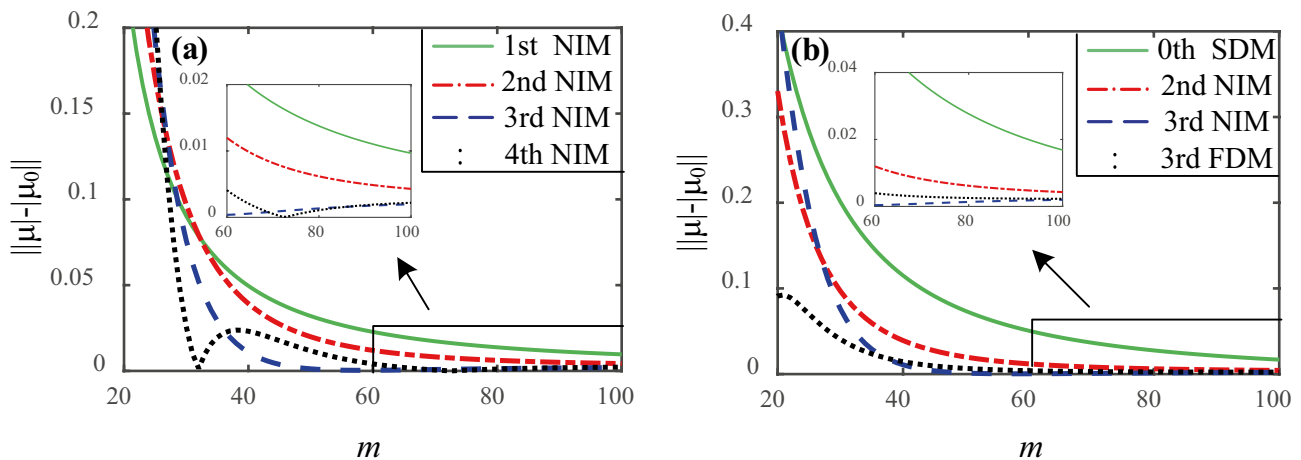 (a)
0.2
0.15
0.1
0.05
0
20
40
60
80
100
||μ|-|μ₀||
m
1st NIM
2nd NIM
3rd NIM
4th NIM
0.02
0.01
0
60
80
100
(b)
0.4
0.3
0.2
0.1
0
20
40
60
80
100
||μ|-|μ₀||
m
0th SDM
2nd NIM
3rd NIM
3rd FDM
0.04
0.02
0
60
80
100